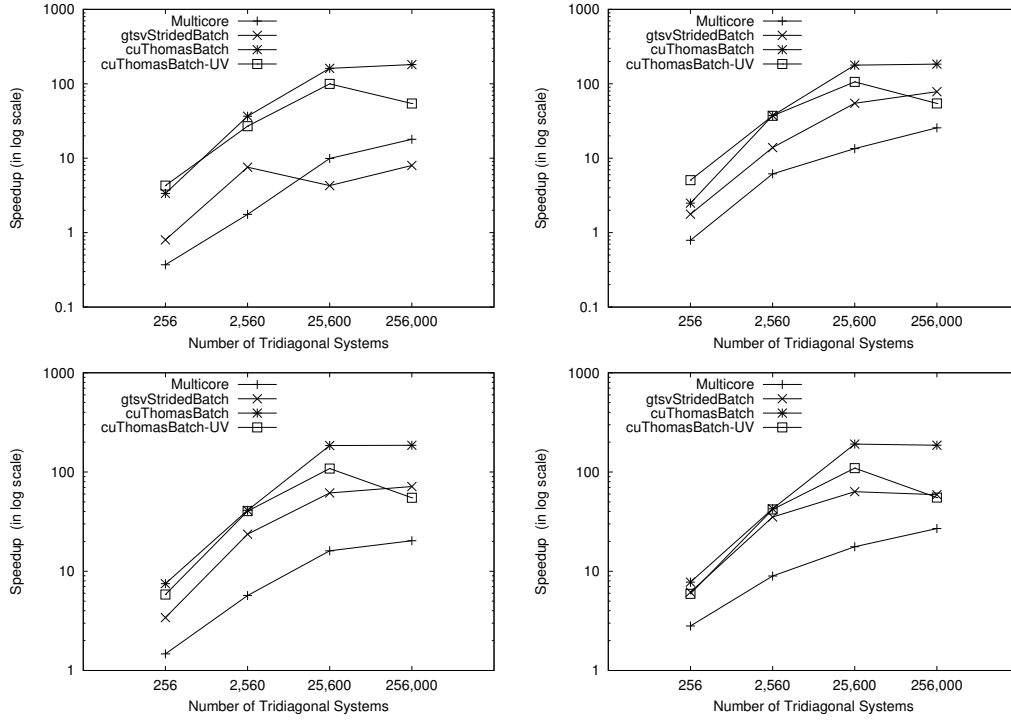 1000
100
10
1
0.1
Speedup (in log scale)
Multicore
gtsvStridedBatch
cuThomasBatch
cuThomasBatch-UV
256
2,560
25,600
256,000
Number of Tridiagonal Systems
1000
100
10
1
0.1
Speedup (in log scale)
Multicore
gtsvStridedBatch
cuThomasBatch
cuThomasBatch-UV
256
2,560
25,600
256,000
Number of Tridiagonal Systems
1000
100
10
1
Speedup (in log scale)
Multicore
gtsvStridedBatch
cuThomasBatch
cuThomasBatch-UV
256
2,560
25,600
256,000
Number of Tridiagonal Systems
1000
100
10
1
Speedup (in log scale)
Multicore
gtsvStridedBatch
cuThomasBatch
cuThomasBatch-UV
256
2,560
25,600
256,000
Number of Tridiagonal Systems